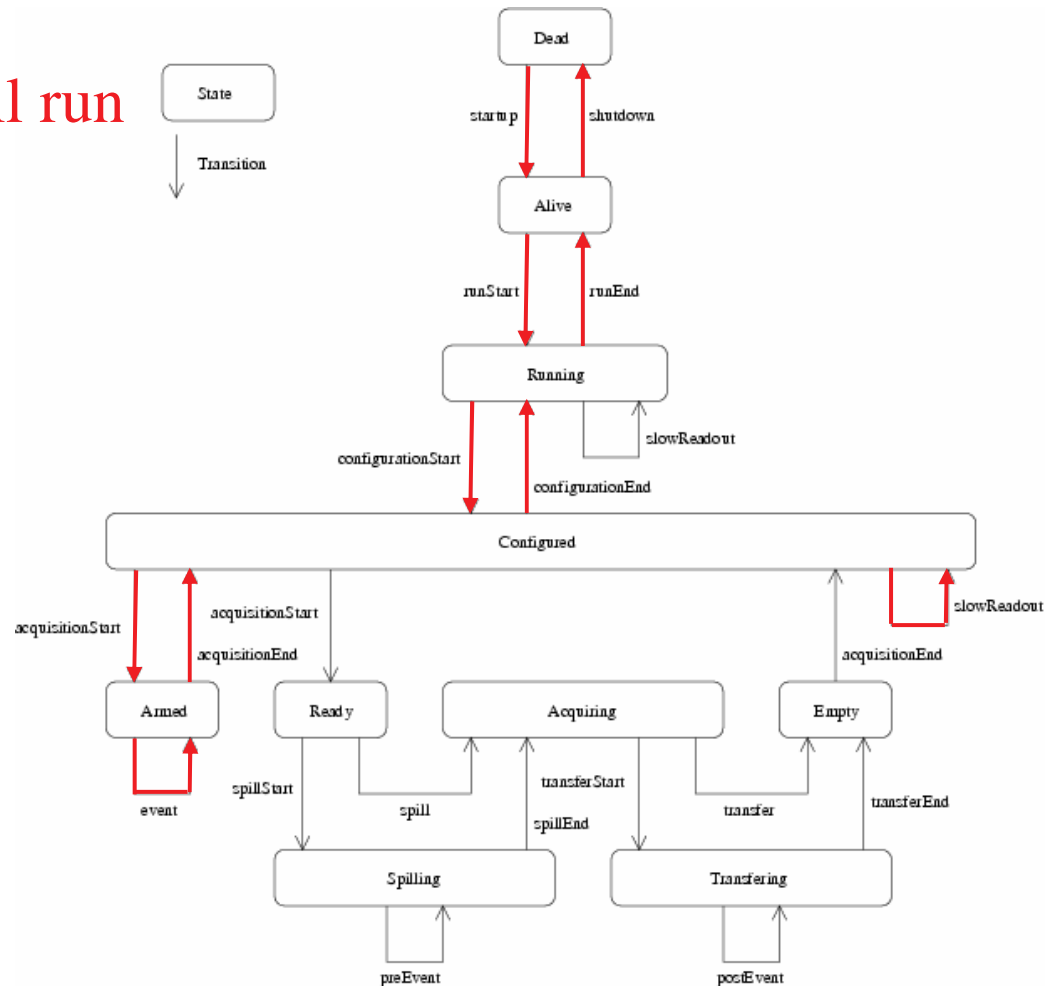 Dead
run
State
startup
shutdown
Transition
Alive
runStart
runEnd
Running
slowReadout
configurationStart
configurationEnd
Configured
acquisitionStart
slowReadout
acquisitionStart
acquisitionEnd
acquisitionEnd
Armed
Ready
Acquiring
Empty
spillStart
transferStart
event
spill
spillEnd
transfer
transferEnd
Spilling
Transfering
preEvent
postEvent